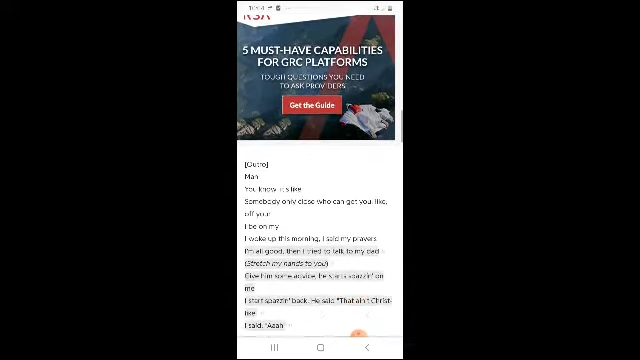 RSA
5 MUST-HAVE CAPABILITIES
FOR GRC PLATFORMS
TOUGH QUESTIONS YOU NEED
TO ASK PROVIDERS
Get the Guide
[Outro]
Man
You know, it's like
Somebody only close who can get you, like,
off your
I be on my
I woke up this morning, I said my prayers
I'm all good, then I tried to talk to my dad
(Stretch my hands to you)
Give him some advice, he starts spazzin' on
me
I start spazzin' back, He said "That ain't Christ-
like"
I said, "Aaah"